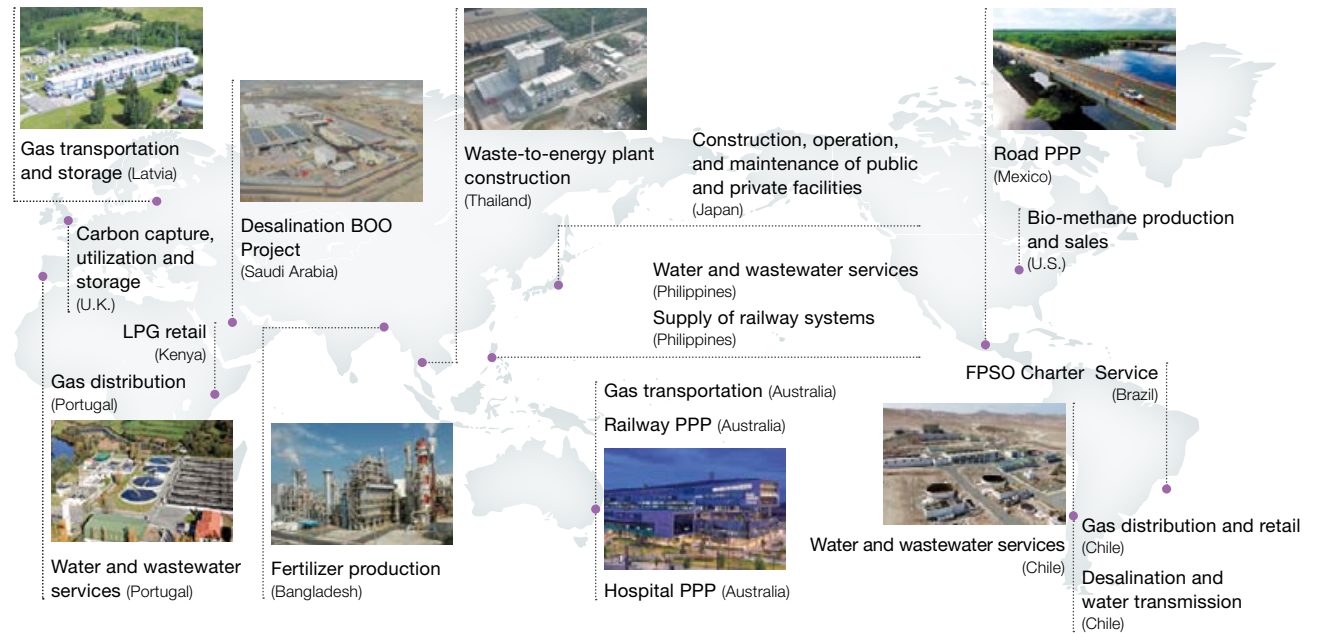 Gas transportation
and storage (Latvia)
Carbon capture,
utilization and
storage
(U.K.)
Desalination BOO
Project
(Saudi Arabia)
LPG retail
(Kenya)
Gas distribution
(Portugal)
Water and wastewater
services (Portugal)
Fertilizer production
(Bangladesh)
Waste-to-energy plant
construction
(Thailand)
Construction, operation,
and maintenance of public
and private facilities
(Japan)
Water and wastewater services
(Philippines)
Supply of railway systems
(Philippines)
Gas transportation (Australia)
Railway PPP (Australia)
Hospital PPP (Australia)
Road PPP
(Mexico)
Bio-methane production
and sales
(U.S.)
FPSO Charter Service
(Brazil)
Water and wastewater services
(Chile)
Gas distribution and retail
(Chile)
Desalination and
water transmission
(Chile)